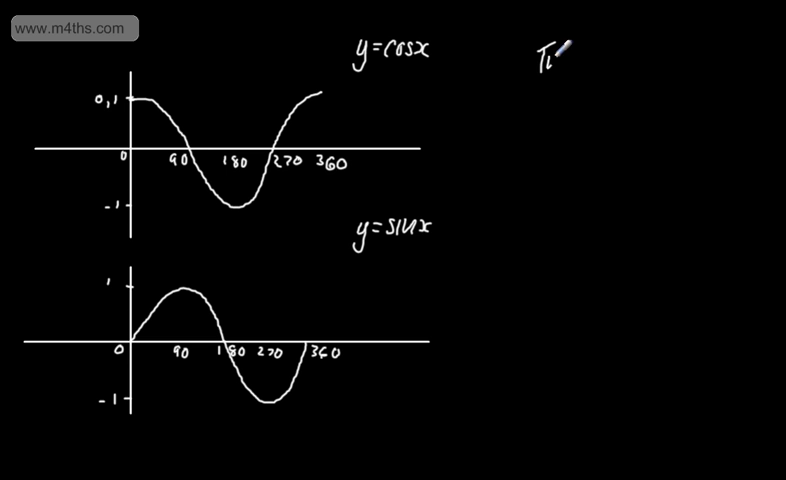 www.m4ths.com
y=cosx
0,1
0 90 180 270 360
-1
y=sinx
1
0 90 180 270 360
-1